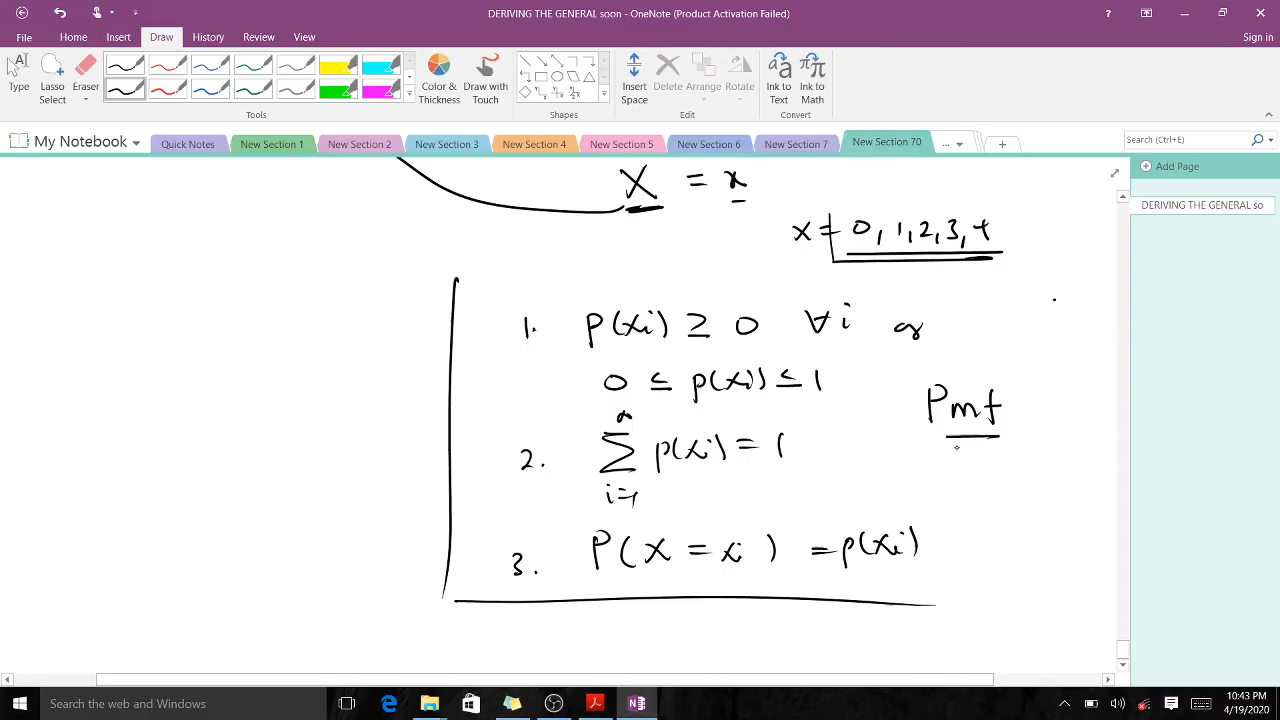 DERIVING THE GENERAL soon - OneNote (Product Activation Failed)
File Home Insert Draw History Review View Sign in
Type Lasso Select Eraser Color & Thickness Draw with Touch Insert Space Delete Arrange Rotate Ink to Text Ink to Math
Tools Shapes Edit Convert
My Notebook Quick Notes New Section 1 New Section 2 New Section 3 New Section 4 New Section 5 New Section 6 New Section 7 New Section 70 ... + Search (Ctrl+E)
Add Page
DERIVING THE GENERAL so
X = x
x = 0, 1, 2, 3, 4
1. p(xi) ≥ 0 ∀i or
0 ≤ p(xi) ≤ 1
Pmf
2. ∑ i=1 n p(xi) = 1
3. P(X = xi) = p(xi)
Search the web and Windows
10:43 PM
4/19/2020